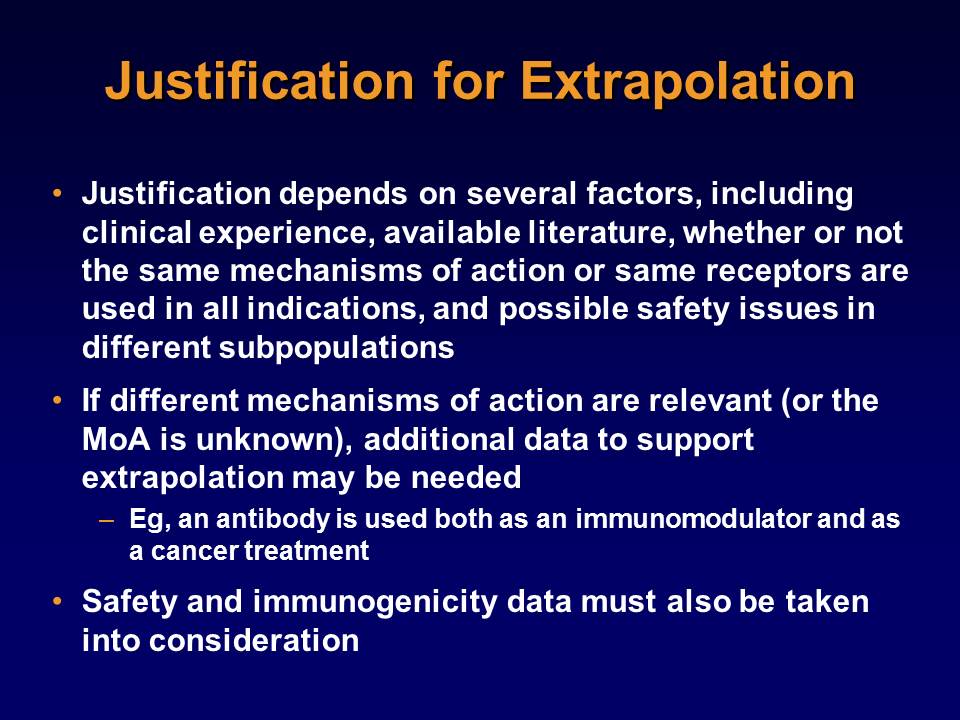 Justification for Extrapolation
• Justification depends on several factors, including
clinical experience, available literature, whether or not
the same mechanisms of action or same receptors are
used in all indications, and possible safety issues in
different subpopulations
• If different mechanisms of action are relevant (or the
MoA is unknown), additional data to support
extrapolation may be needed
– Eg, an antibody is used both as an immunomodulator and as
a cancer treatment
• Safety and immunogenicity data must also be taken
into consideration